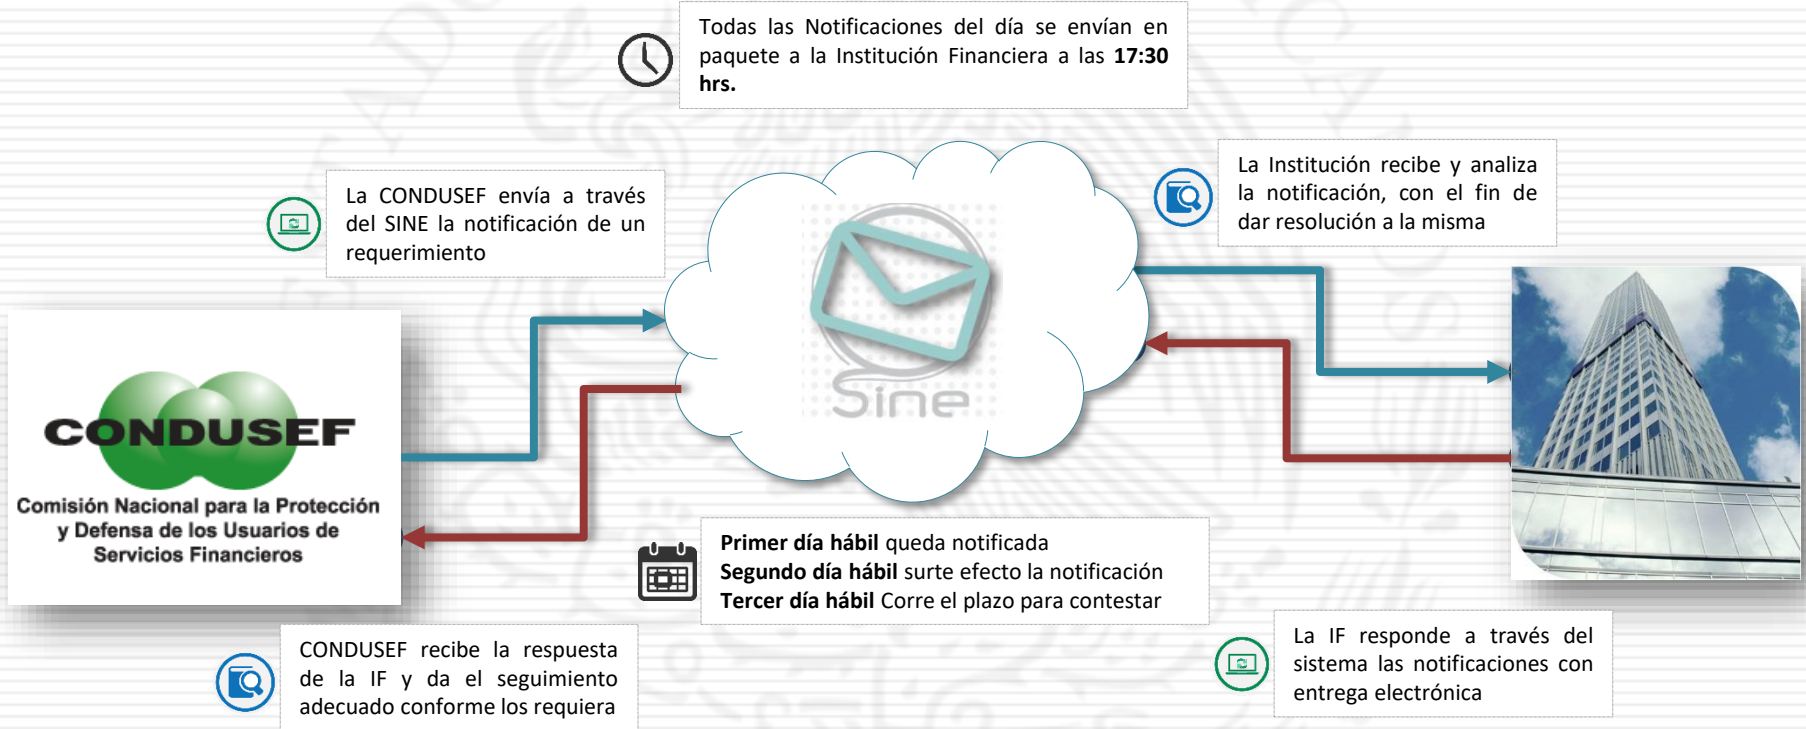 Todas las Notificaciones del día se envían en
paquete a la Institución Financiera a las 17:30
hrs.
La CONDUSEF envía a través
del SINE la notificación de un
requerimiento
La Institución recibe y analiza
la notificación, con el fin de
dar resolución a la misma
Sine
CONDUSEF
Comisión Nacional para la Protección
y Defensa de los Usuarios de
Servicios Financieros
Primer día hábil queda notificada
Segundo día hábil surte efecto la notificación
Tercer día hábil Corre el plazo para contestar
CONDUSEF recibe la respuesta
de la IF y da el seguimiento
adecuado conforme los requiera
La IF responde a través del
sistema las notificaciones con
entrega electrónica